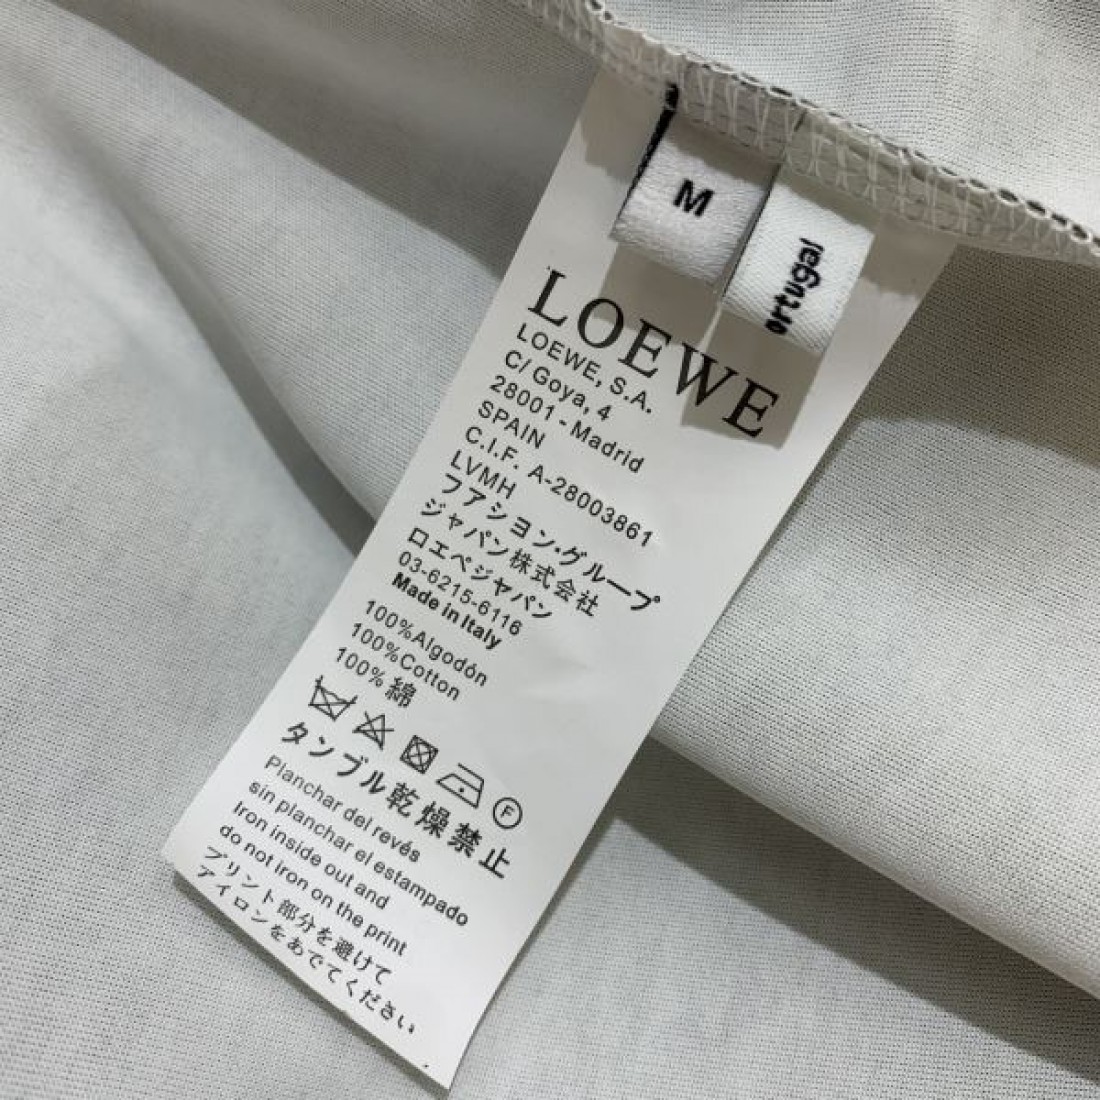 M
ortugal
LOEWE
LOEWE, S.A.
C/ Goya, 4
28001 - Madrid
SPAIN
C.I.F. A-28003861
LVMH
フアシヨン・グループ
ジャパン株式会社
ロエベジヤパン
03-6215-6116
Made in Italy
100%Algodón
100%Cotton
100% 綿
F
タンブル乾燥禁止
Planchar del revés
sin planchar el estampado
Iron inside out and
do not iron on the print
プリント部分を避けて
アイロンをあでてください